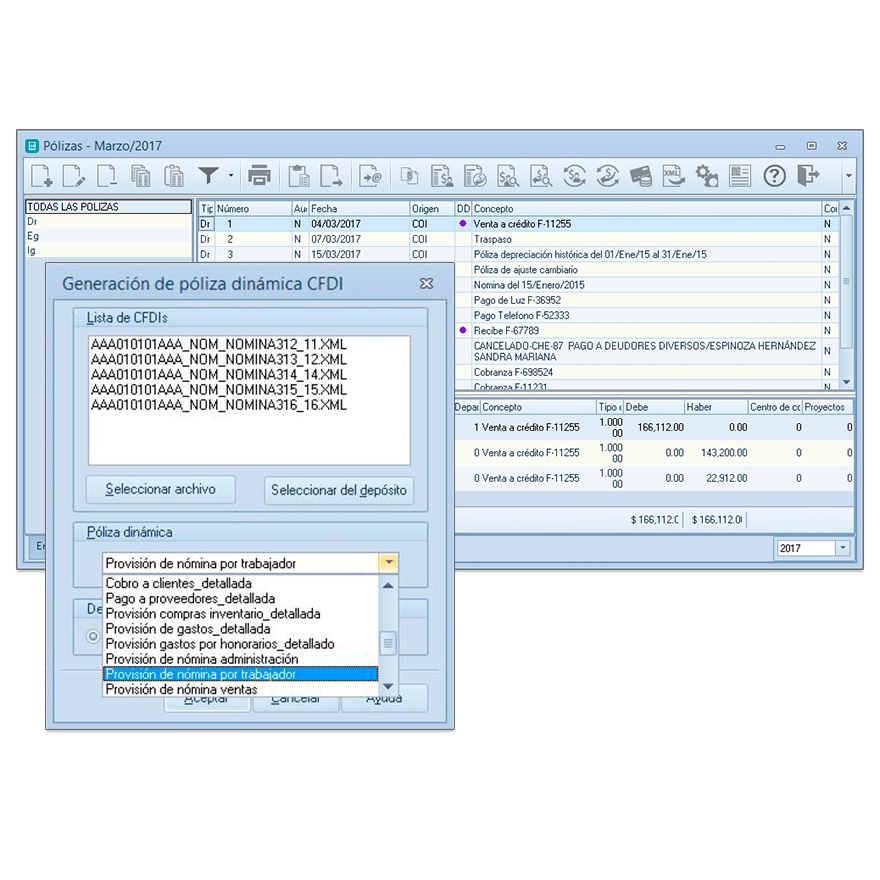 Pólizas - Marzo/2017
TODAS LAS POLIZAS
Dr
Eg
Ig
Tip Número Au Fecha Origen DD Concepto Co
Dr 1 N 04/03/2017 COI Venta a crédito F-11255 N
Dr 2 N 07/03/2017 COI Traspaso N
Dr 3 N 15/03/2017 COI Póliza depreciación histórica del 01/Ene/15 al 31/Ene/15 N
Póliza de ajuste cambiario N
Nomina del 15/Enero/2015 N
Pago de Luz F-36952 N
Pago Telefono F-52333 N
Recibe F-67789 N
CANCELADO-CHE-87 PAGO A DEUDORES DIVERSOS/ESPINOZA HERNÁNDEZ
SANDRA MARIANA N
Cobranza F-698524 N
Cobranza F-11231 N
Depar Concepto Tipo c Debe Haber Centro de co Proyectos
1 Venta a crédito F-11255 1.000 00 166,112.00 0.00 0 0
0 Venta a crédito F-11255 1.000 00 0.00 143,200.00 0 0
0 Venta a crédito F-11255 1.000 00 0.00 22,912.00 0 0
$ 166,112.0 $ 166,112.0
2017
Generación de póliza dinámica CFDI
Lista de CFDIs
AAA010101AAA_NOM_NOMINA312_11.XML
AAA010101AAA_NOM_NOMINA313_12.XML
AAA010101AAA_NOM_NOMINA314_14.XML
AAA010101AAA_NOM_NOMINA315_15.XML
AAA010101AAA_NOM_NOMINA316_16.XML
Seleccionar archivo Seleccionar del depósito
Póliza dinámica
Provisión de nómina por trabajador
Cobro a clientes_detallada
Pago a proveedores_detallada
Provisión compras inventario_detallada
Provisión de gastos_detallada
Provisión gastos por honorarios_detallado
Provisión de nómina administración
Provisión de nómina por trabajador
Provisión de nómina ventas
Aceptar Cancelar Ayuda